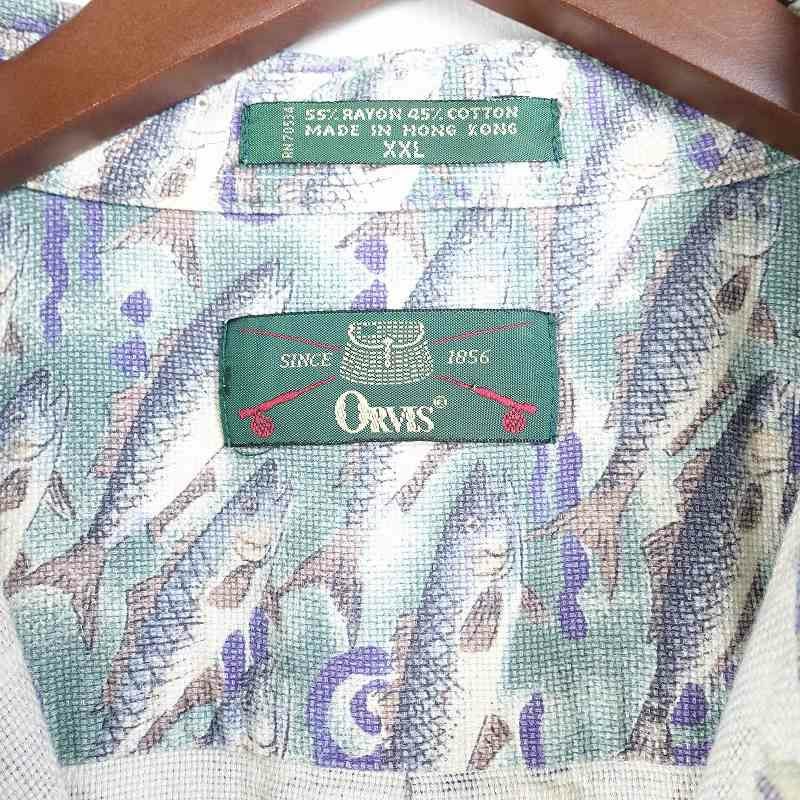 RN70534
55% RAYON 45% COTTON
MADE IN HONG KONG
XXL
SINCE 1856
ORVIS®